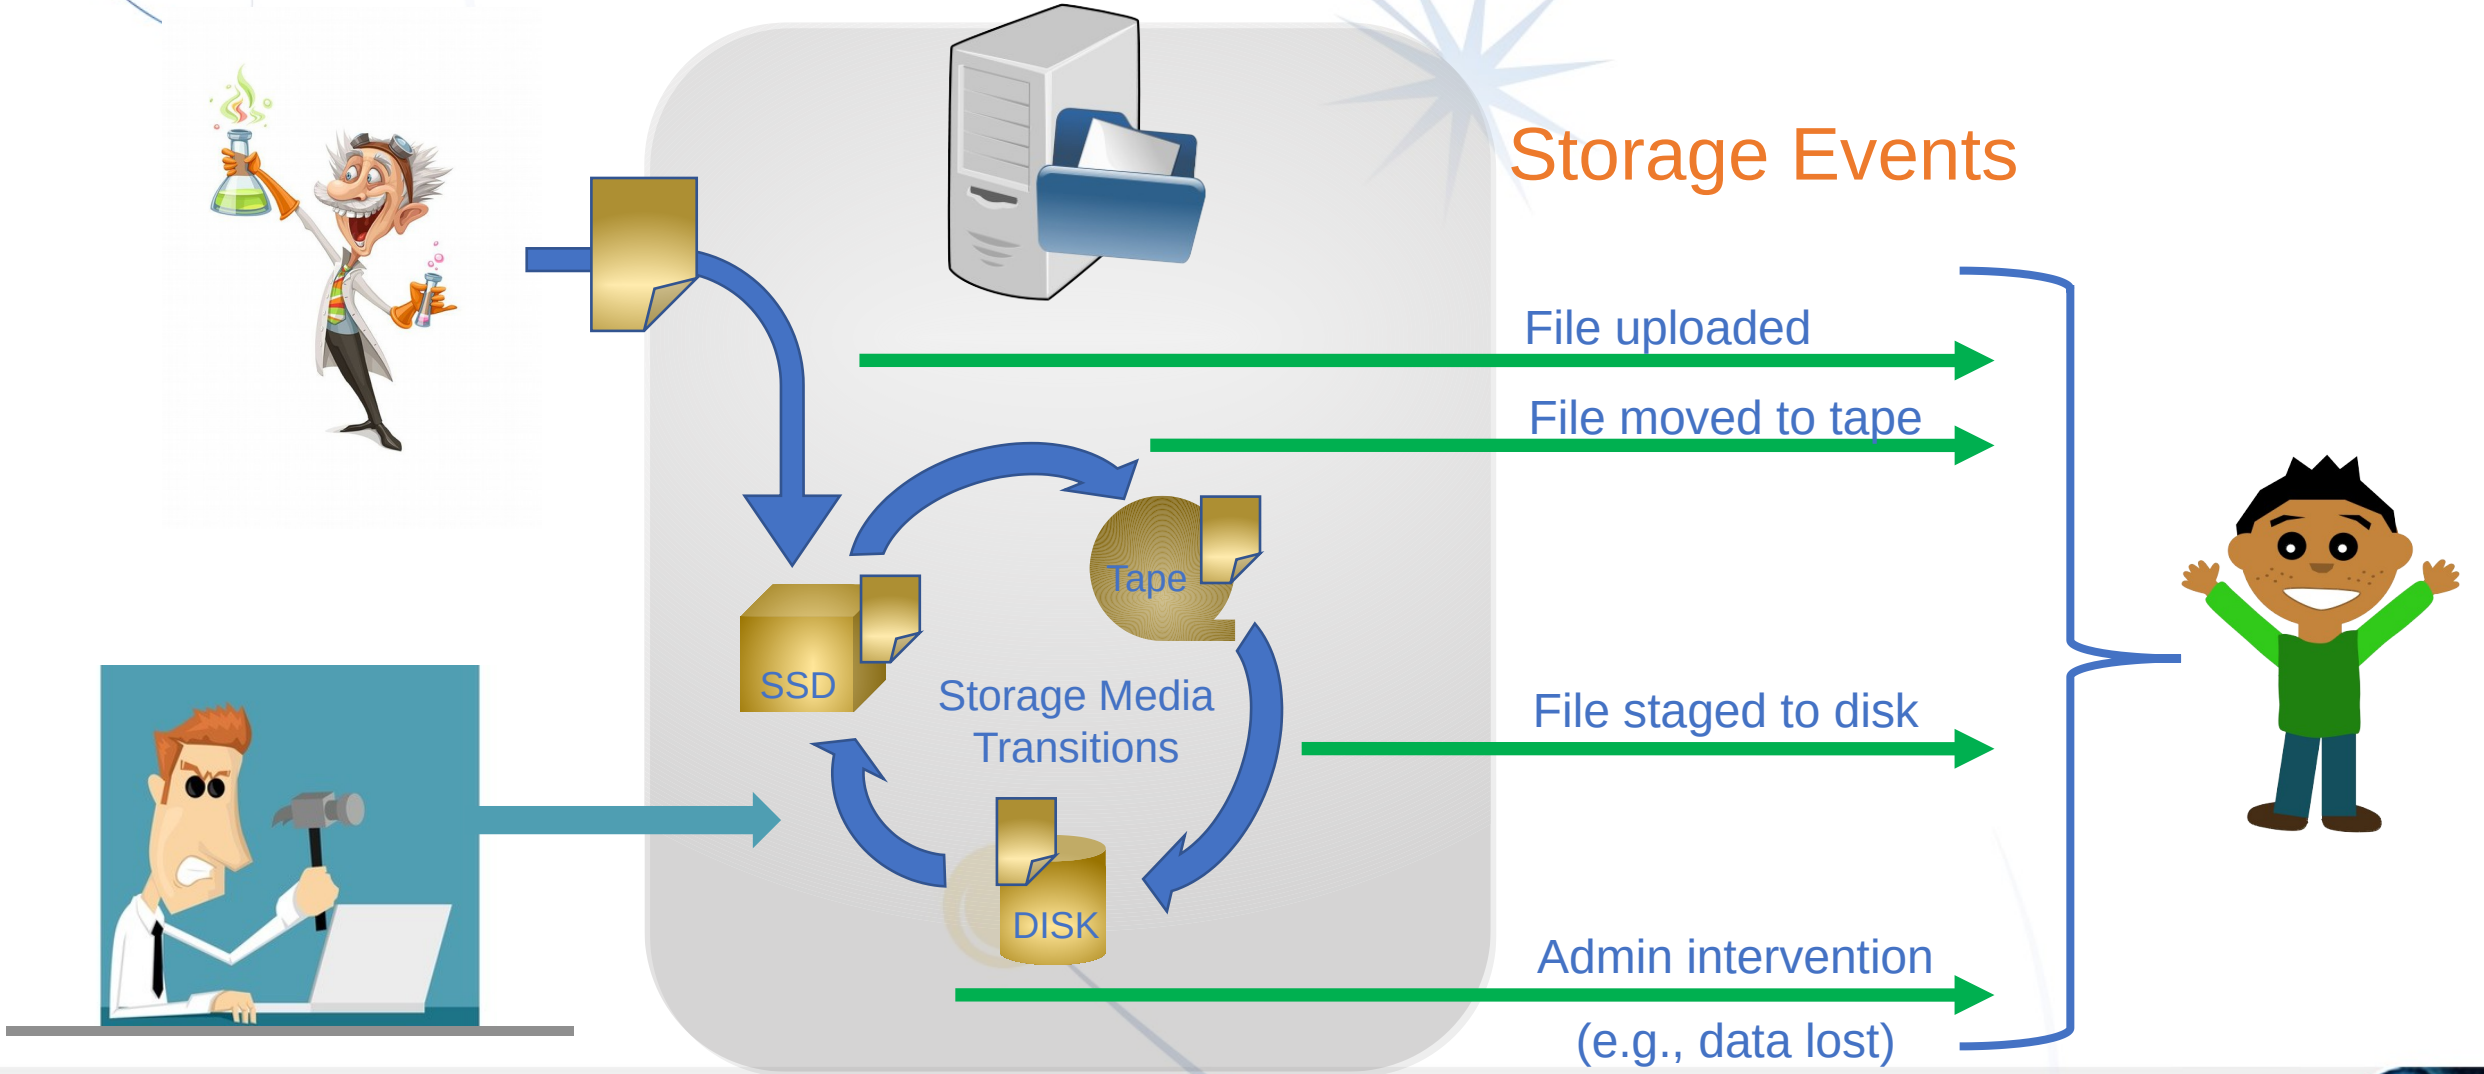 Storage Events
File uploaded
File moved to tape
Tape
SSD
Storage Media
Transitions
File staged to disk
DISK
Admin intervention
(e.g., data lost)